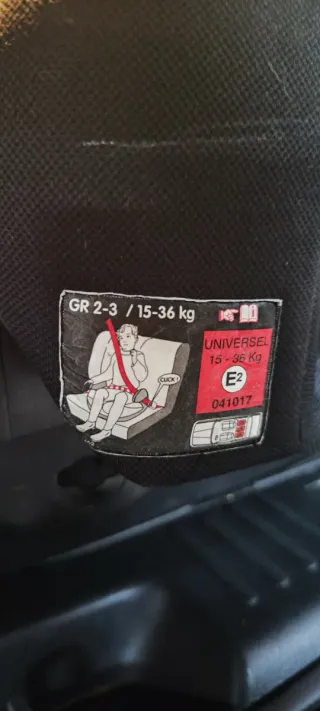 GR 2-3 / 15-36 kg
CLICK !
UNIVERSEL
15 - 36 Kg
E2
041017